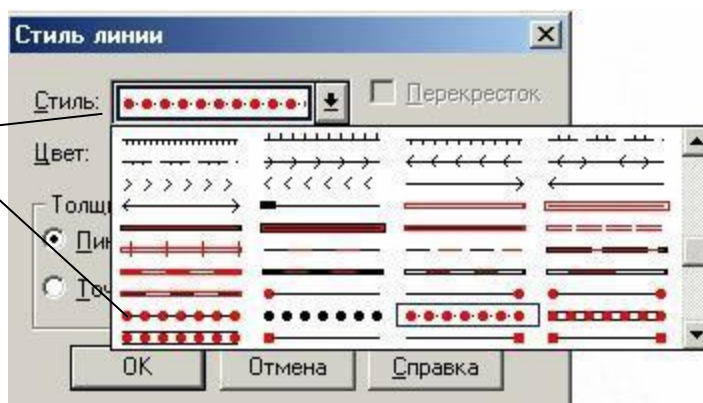 Стиль линии
Стиль:
Перекресток
Цвет:
Толщ
Пик
Точ
OK
Отмена
Справка